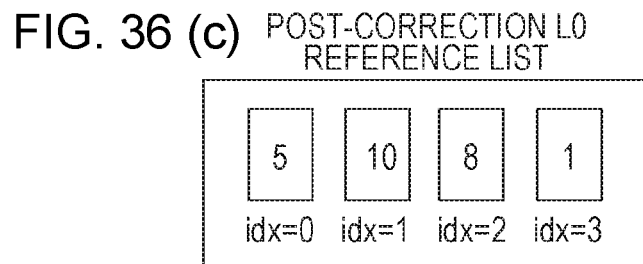 FIG. 36 (c)
POST-CORRECTION L0
REFERENCE LIST
5 10 8 1
idx=0 idx=1 idx=2 idx=3